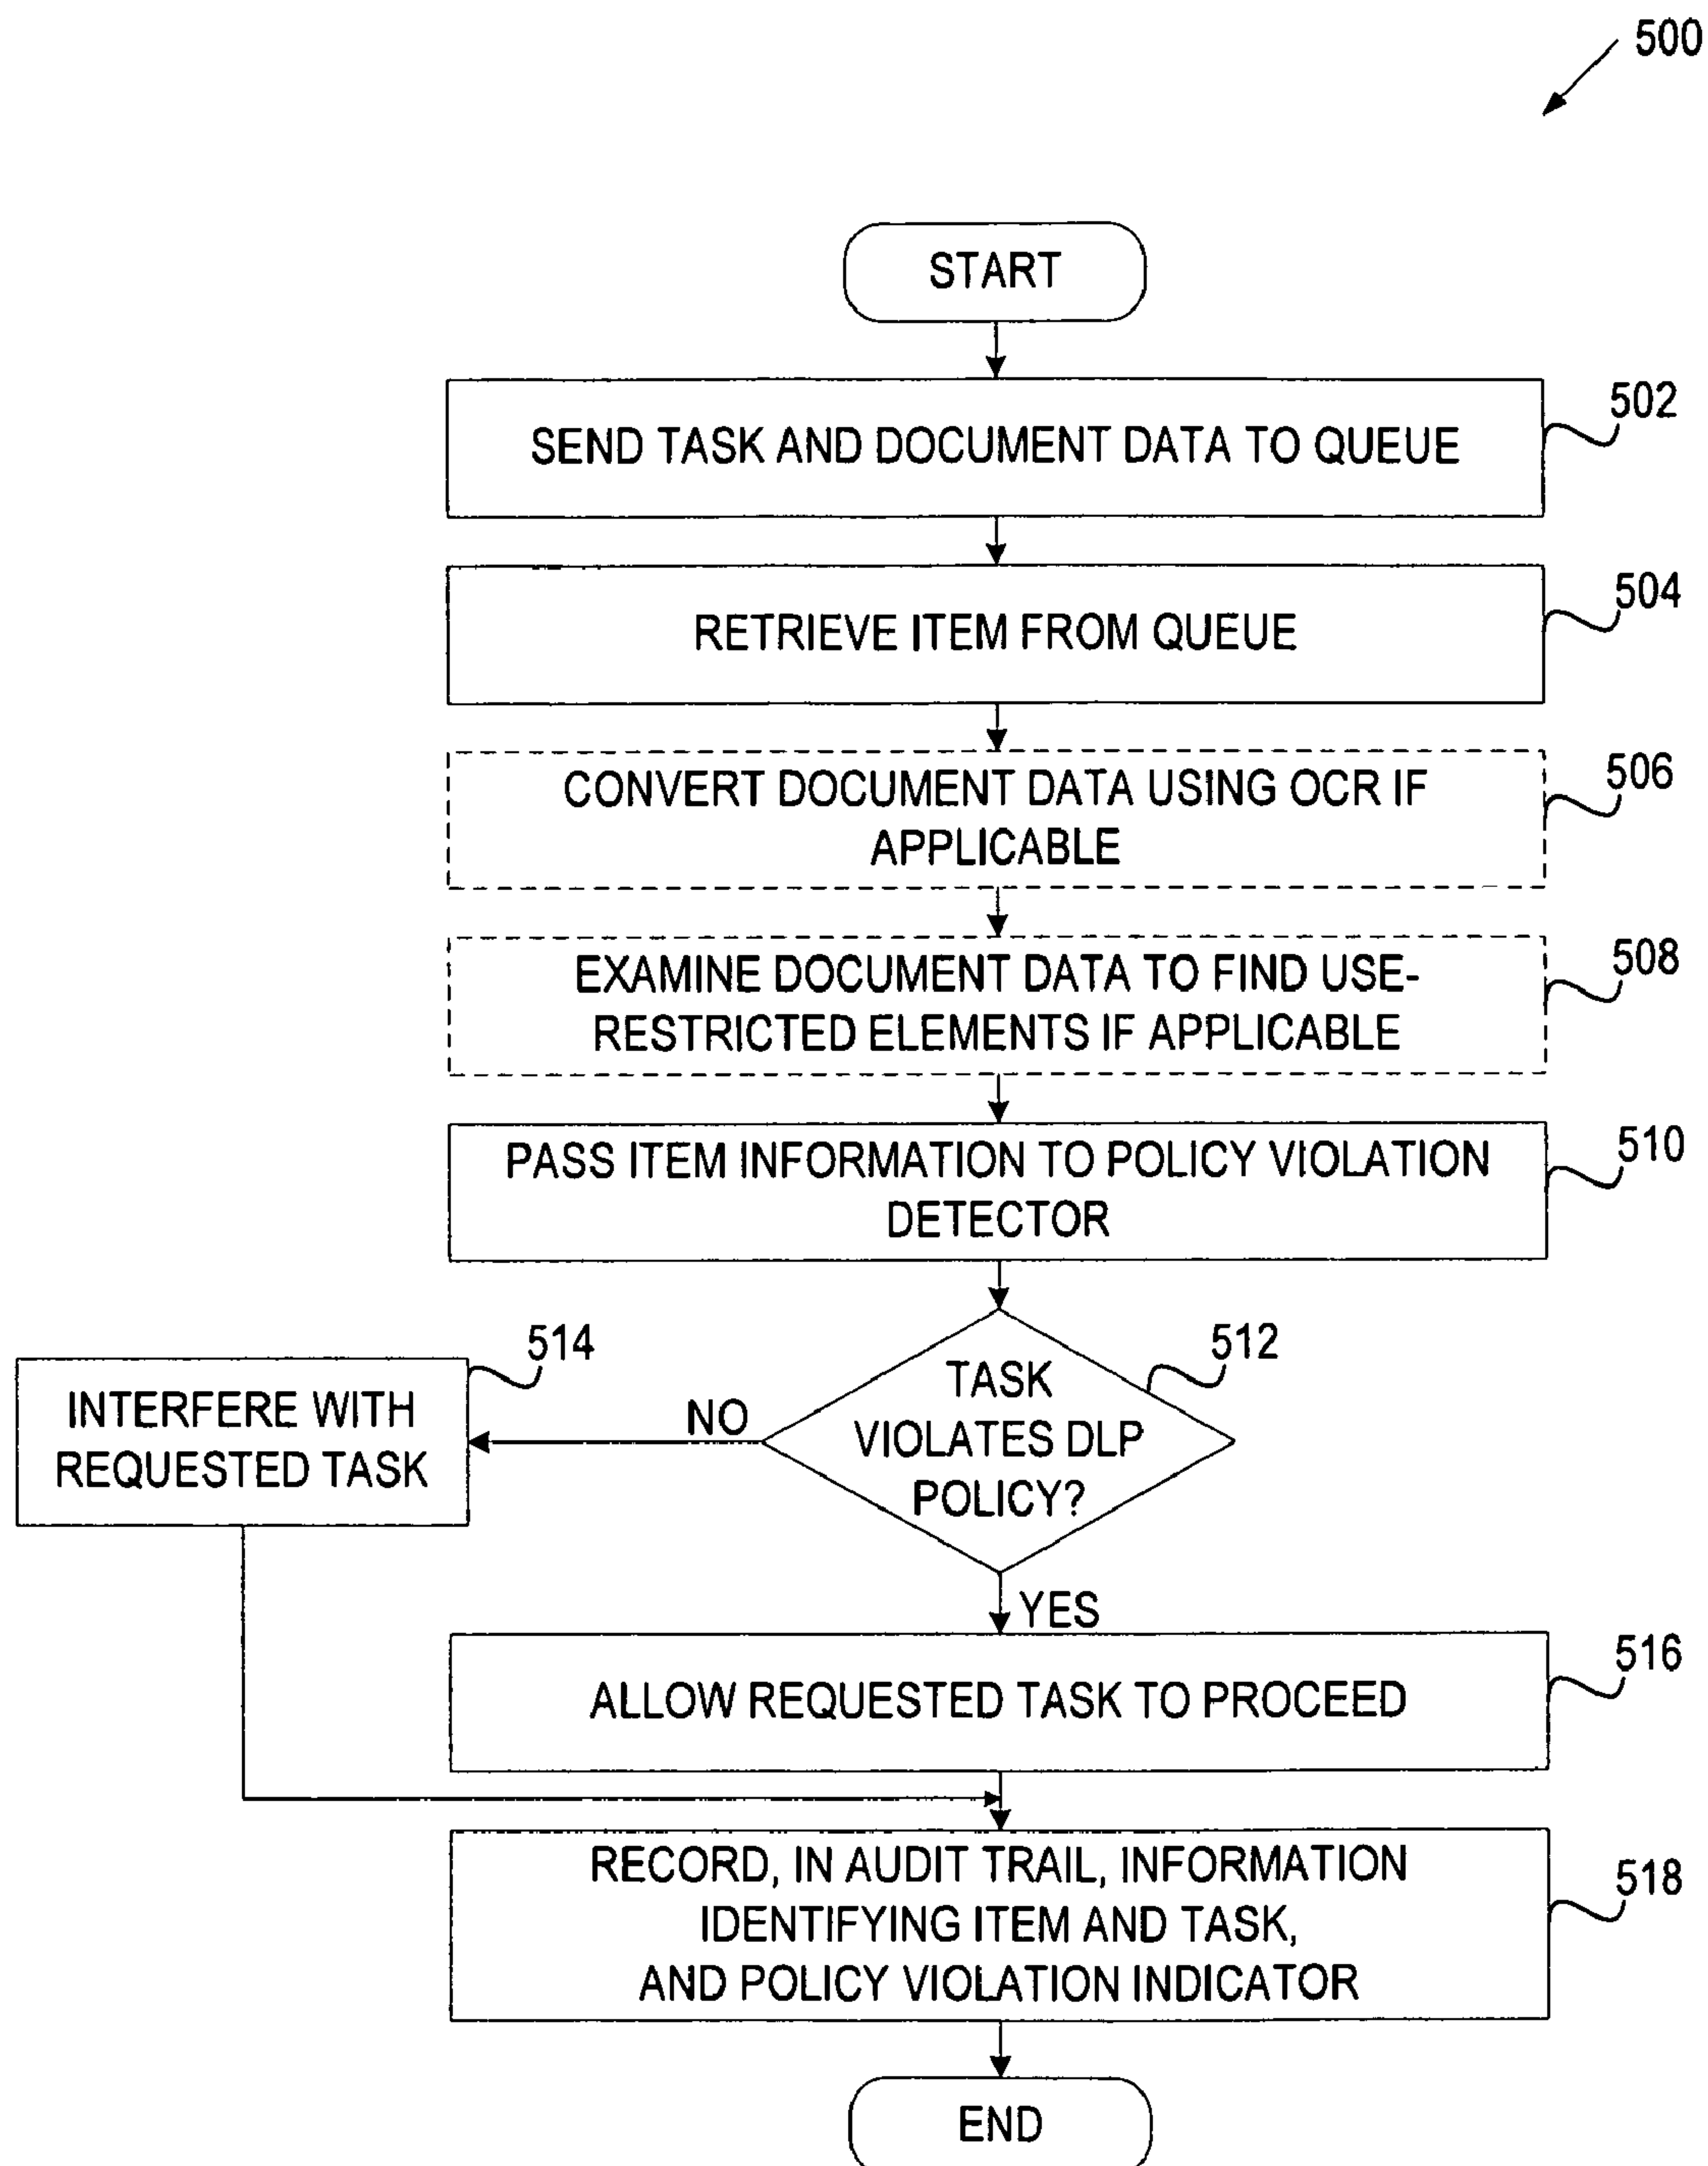 500
START
SEND TASK AND DOCUMENT DATA TO QUEUE
502
RETRIEVE ITEM FROM QUEUE
504
CONVERT DOCUMENT DATA USING OCR IF
APPLICABLE
506
EXAMINE DOCUMENT DATA TO FIND USE-
RESTRICTED ELEMENTS IF APPLICABLE
508
PASS ITEM INFORMATION TO POLICY VIOLATION
DETECTOR
510
TASK
VIOLATES DLP
POLICY?
512
NO
INTERFERE WITH
REQUESTED TASK
514
YES
ALLOW REQUESTED TASK TO PROCEED
516
RECORD, IN AUDIT TRAIL, INFORMATION
IDENTIFYING ITEM AND TASK,
AND POLICY VIOLATION INDICATOR
518
END